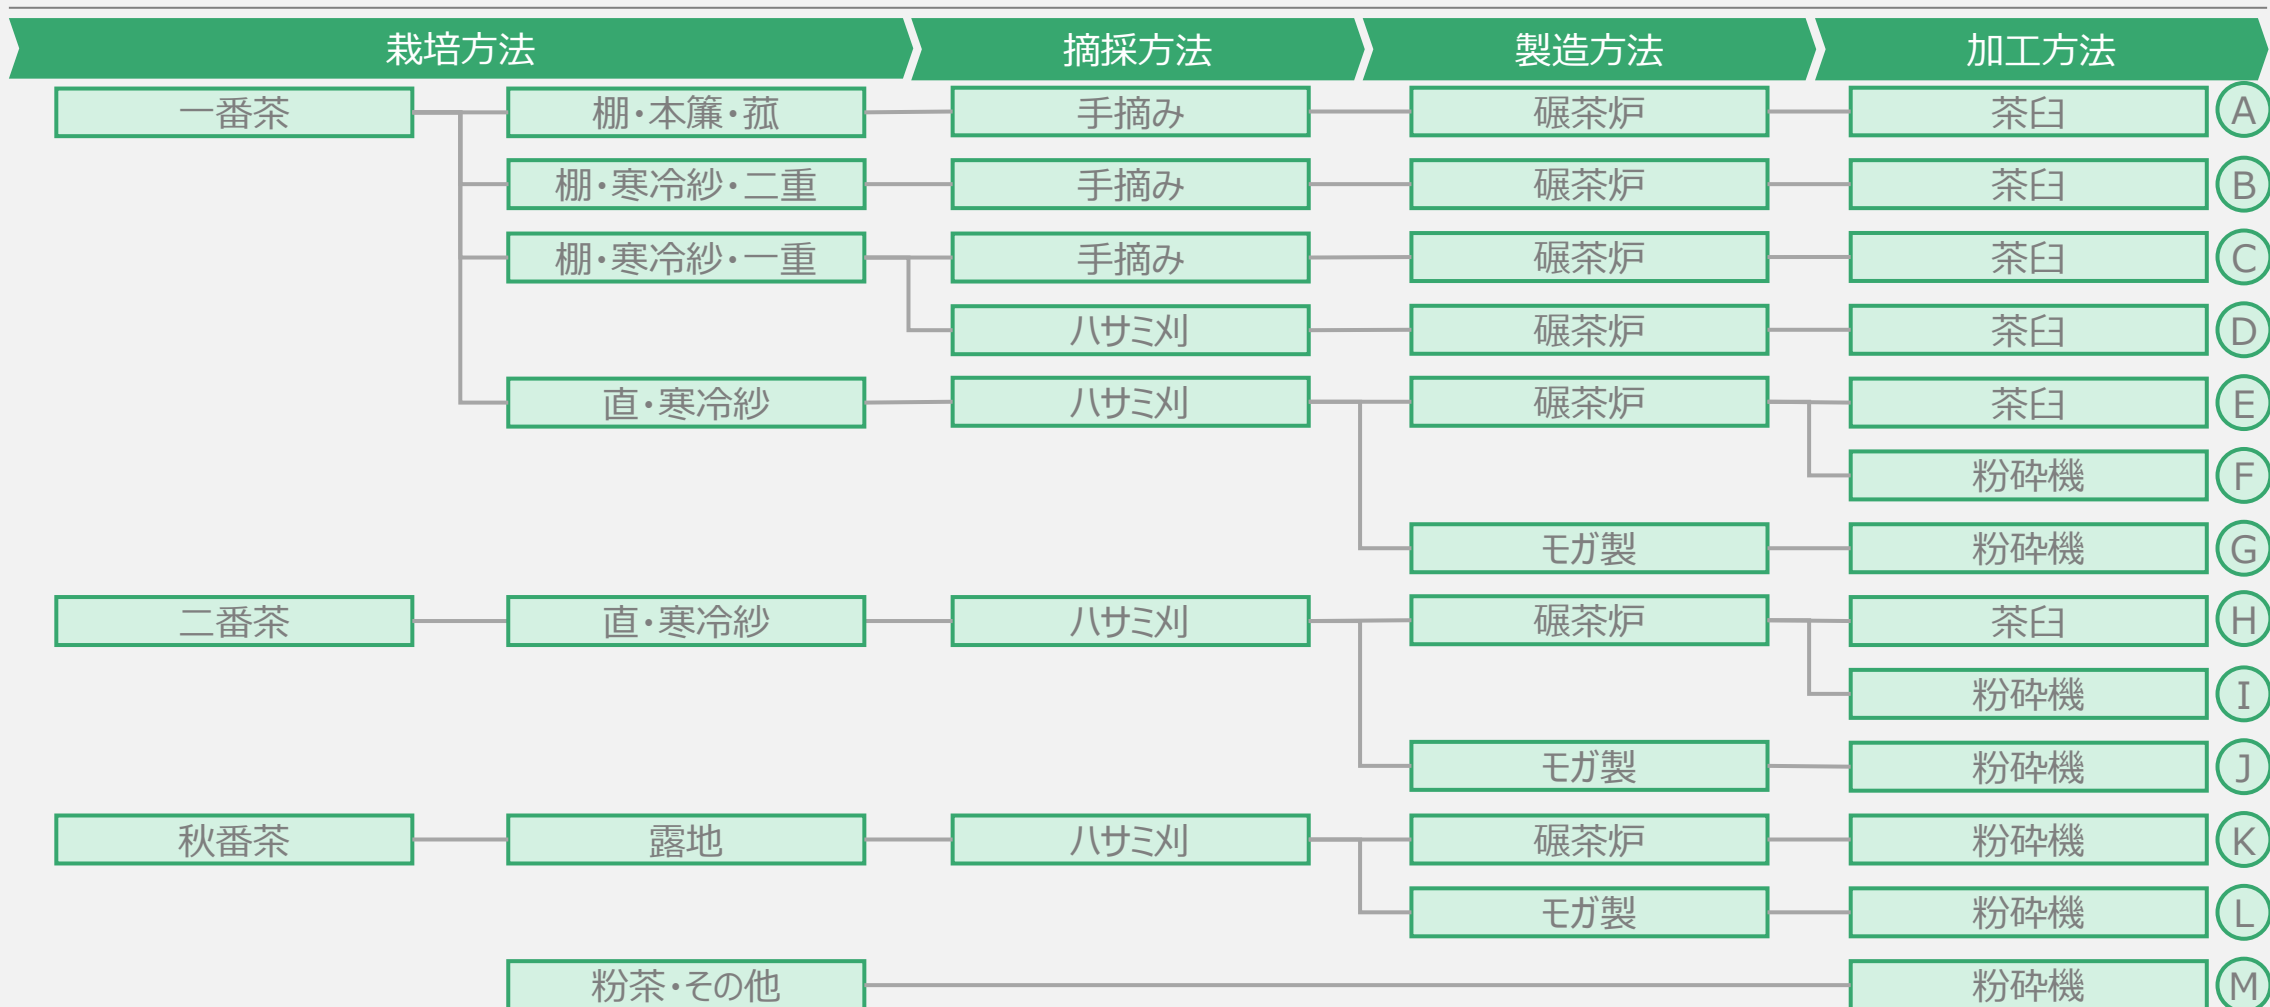 栽培方法 摘採方法 製造方法 加工方法
一番茶 棚・本簾・菰 手摘み 碾茶炉 茶臼 A
棚・寒冷紗・二重 手摘み 碾茶炉 茶臼 B
棚・寒冷紗・一重 手摘み 碾茶炉 茶臼 C
ハサミ刈 碾茶炉 茶臼 D
直・寒冷紗 ハサミ刈 碾茶炉 茶臼 E
粉砕機 F
モガ製 粉砕機 G
二番茶 直・寒冷紗 ハサミ刈 碾茶炉 茶臼 H
粉砕機 I
モガ製 粉砕機 J
秋番茶 露地 ハサミ刈 碾茶炉 粉砕機 K
モガ製 粉砕機 L
粉茶・その他 粉砕機 M